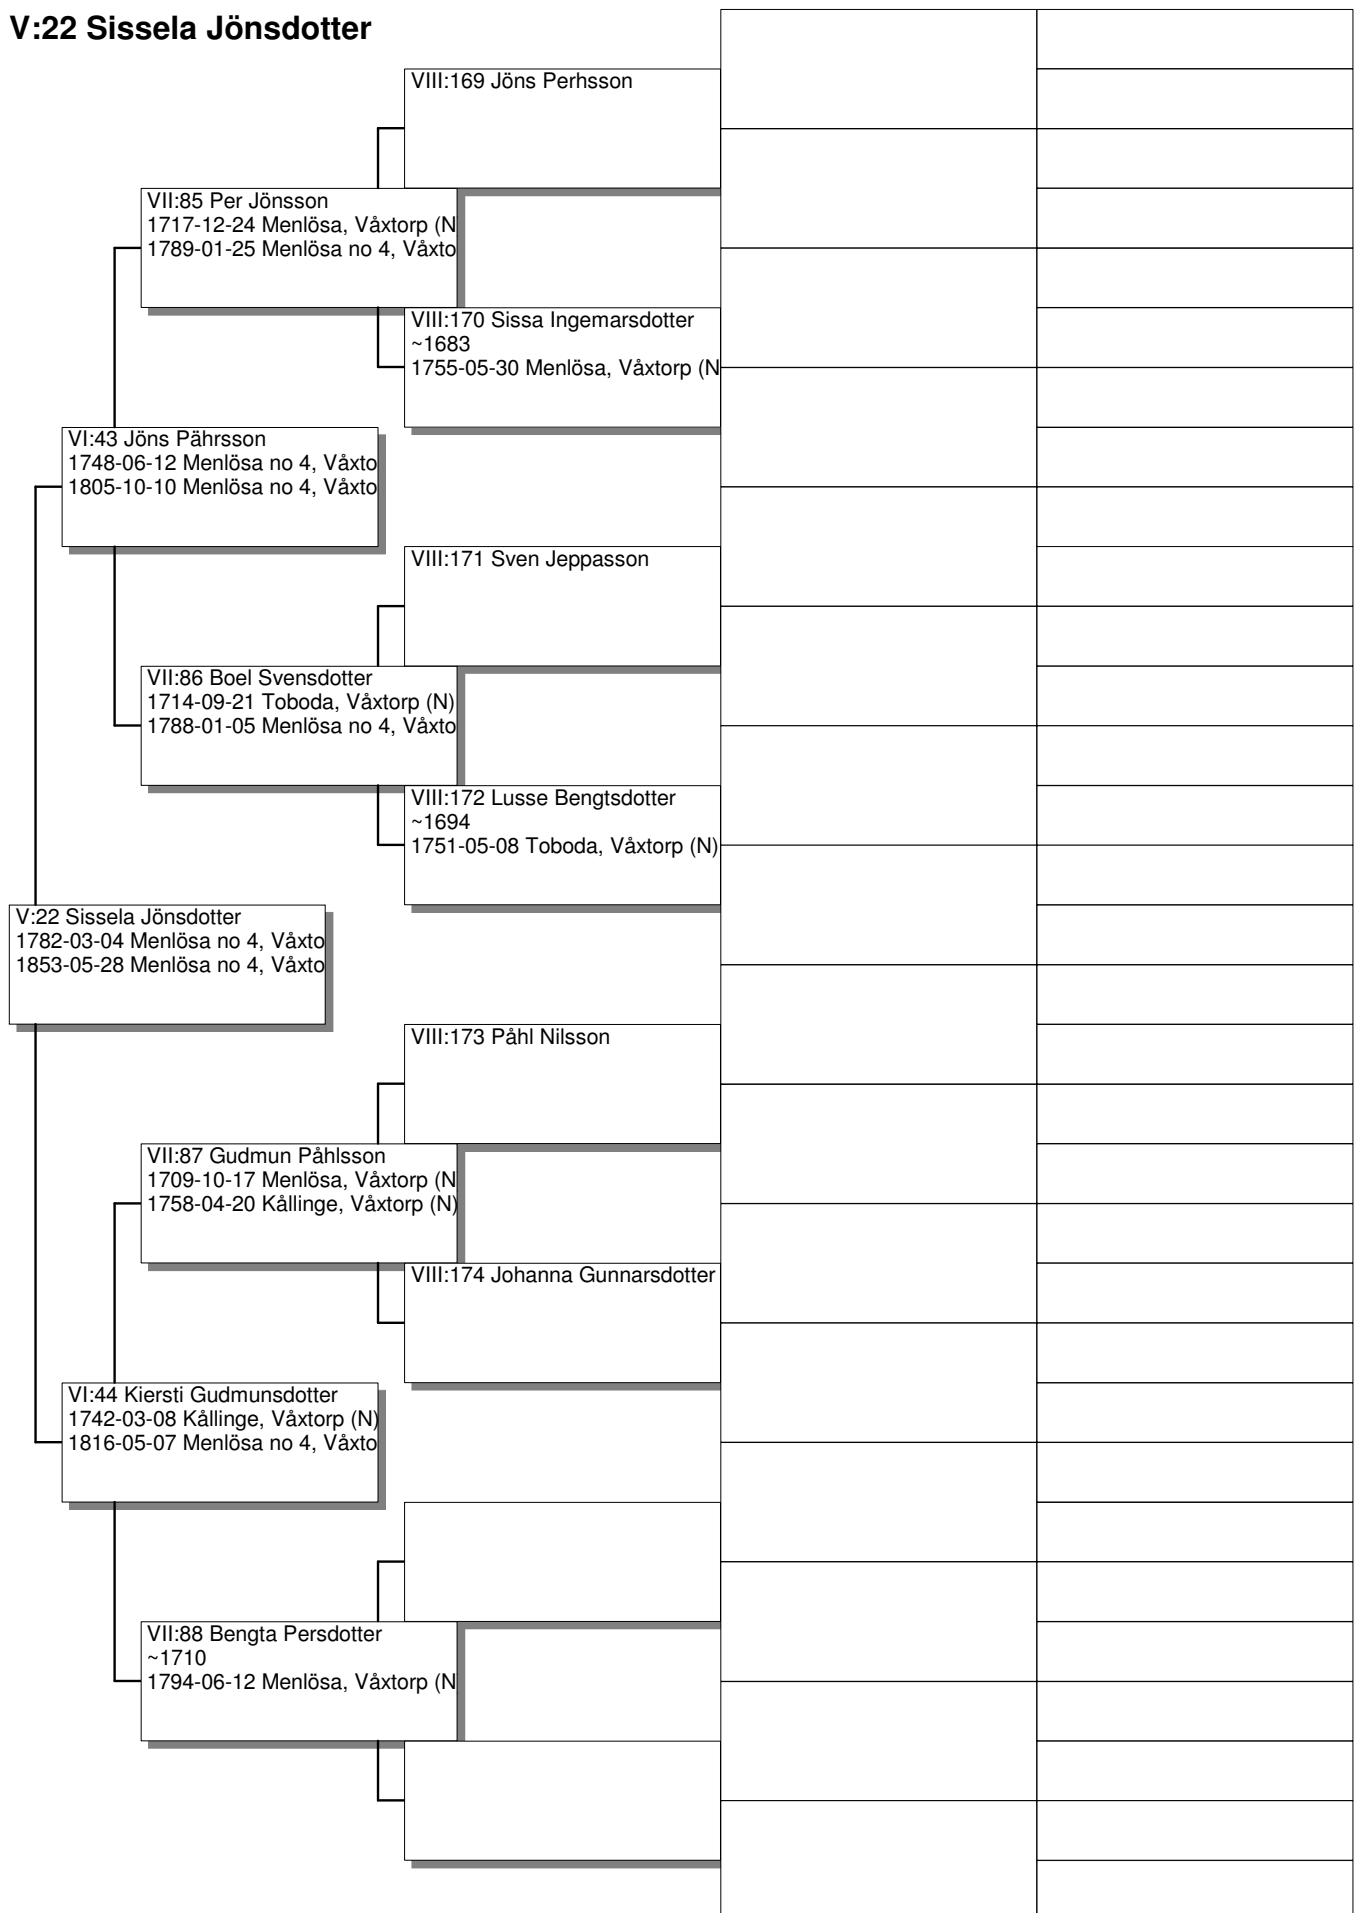 V:22 Sissela Jönsdotter
VIII:169 Jöns Perhsson
VII:85 Per Jönsson
1717-12-24 Menlösa, Våxtorp (N
1789-01-25 Menlösa no 4, Våxto
VIII:170 Sissa Ingemarsdotter
~1683
1755-05-30 Menlösa, Våxtorp (N
VI:43 Jöns Pährsson
1748-06-12 Menlösa no 4, Våxto
1805-10-10 Menlösa no 4, Våxto
VIII:171 Sven Jeppasson
VII:86 Boel Svensdotter
1714-09-21 Toboda, Våxtorp (N)
1788-01-05 Menlösa no 4, Våxto
VIII:172 Lusse Bengtsdotter
~1694
1751-05-08 Toboda, Våxtorp (N)
V:22 Sissela Jönsdotter
1782-03-04 Menlösa no 4, Våxto
1853-05-28 Menlösa no 4, Våxto
VIII:173 Påhl Nilsson
VII:87 Gudmun Påhlsson
1709-10-17 Menlösa, Våxtorp (N
1758-04-20 Kållinge, Våxtorp (N)
VIII:174 Johanna Gunnarsdotter
VI:44 Kiersti Gudmunsdotter
1742-03-08 Kållinge, Våxtorp (N)
1816-05-07 Menlösa no 4, Våxto
VII:88 Bengta Persdotter
~1710
1794-06-12 Menlösa, Våxtorp (N